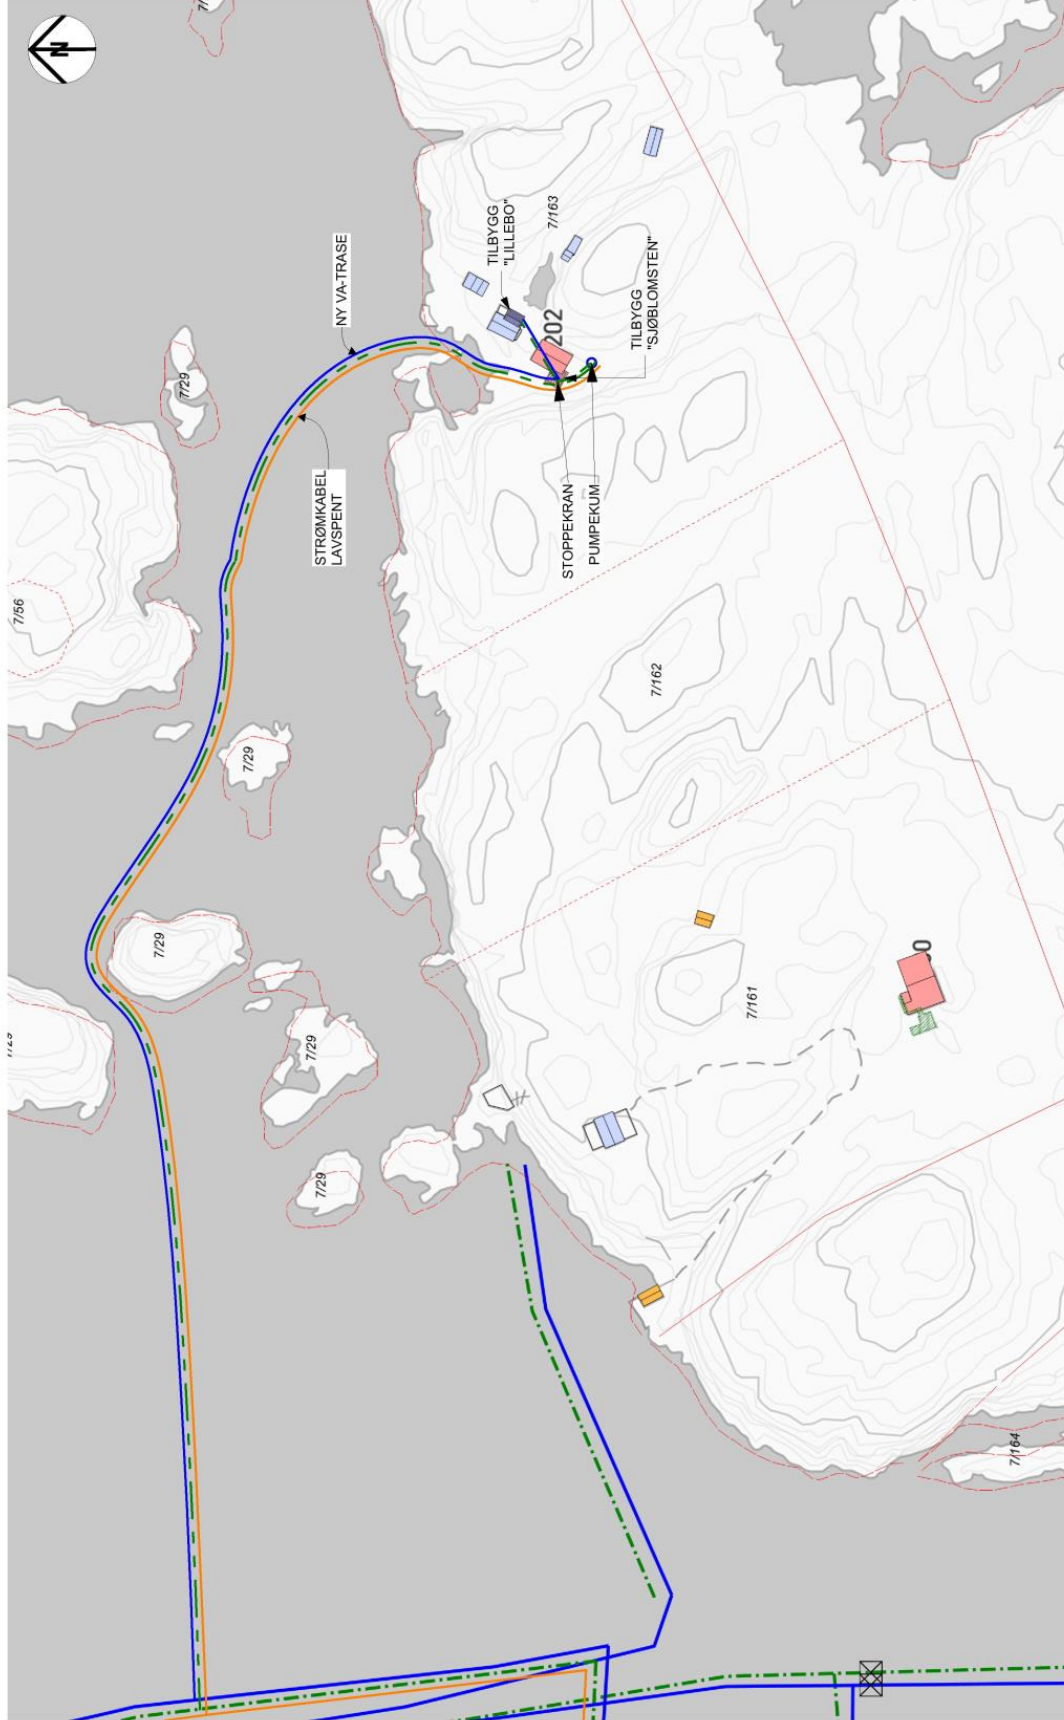 N
7/29
7/56
7/29
7/29
7/29
7/29
NY VA-TRASE
STRØMKABEL
LAVSPENT
TILBYGG
"LILLEBO"
7/163
202
TILBYGG
"SJØBLOMSTEN"
STOPPEKRAN
PUMPEKUM
7/162
7/161
7/164